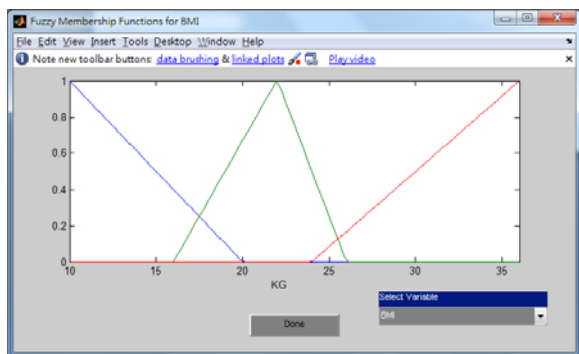 Fuzzy Membership Functions for BMI
File Edit View Insert Tools Desktop Window Help
Note new toolbar buttons: data brushing & linked plots Play video
1
0.8
0.6
0.4
0.2
0
10 15 20 25 30 35
KG
Select Variable
BMI
Done